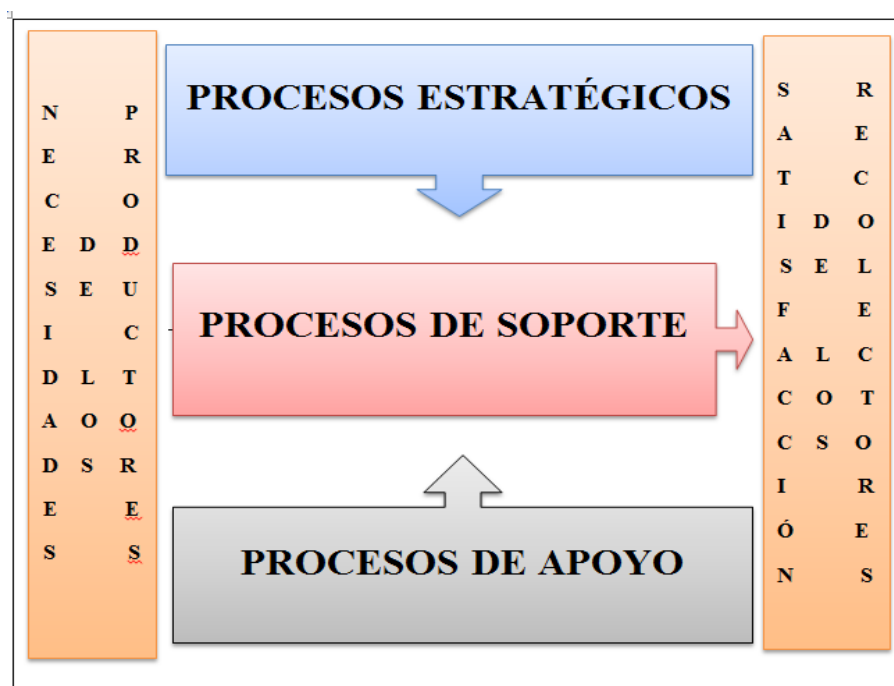 NECESIDADES
DE LOS
PRODUCTORES
PROCESOS ESTRATÉGICOS
PROCESOS DE SOPORTE
PROCESOS DE APOYO
SATISFACCIÓN
DE LOS
RECOLECTORES